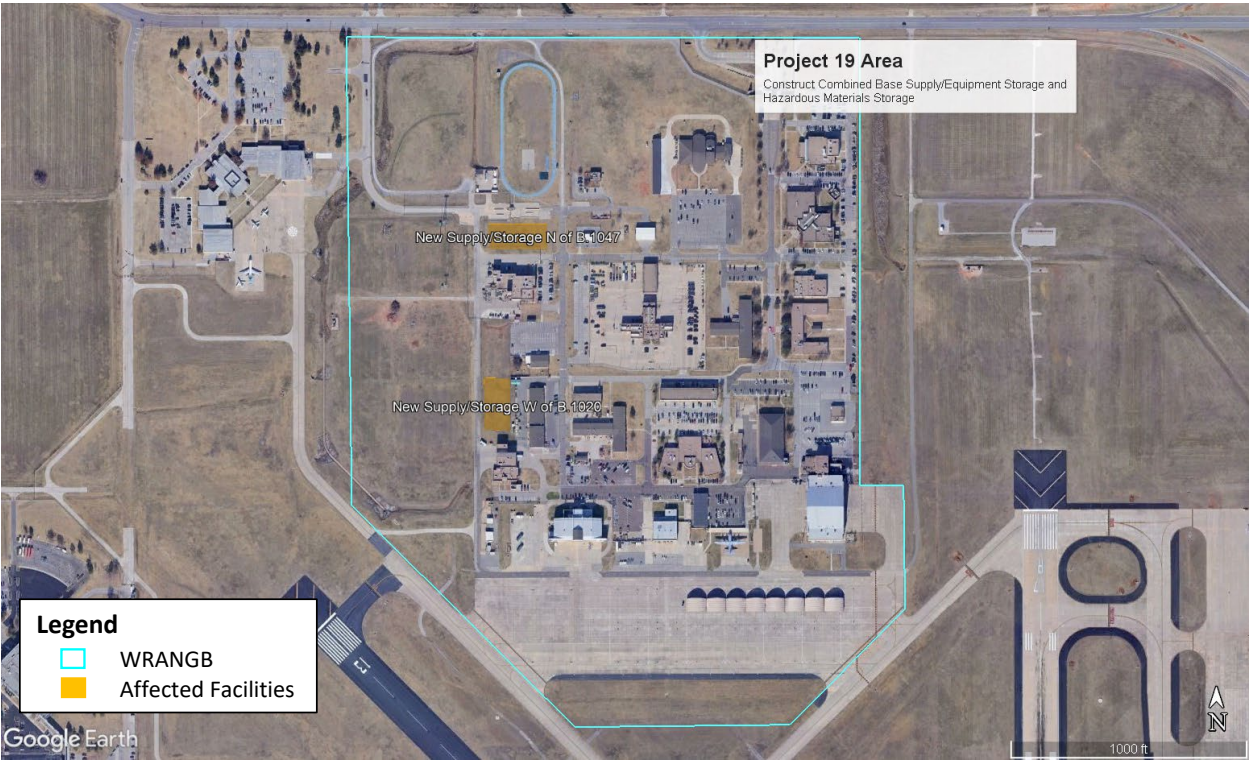 Project 19 Area
Construct Combined Base Supply/Equipment Storage and
Hazardous Materials Storage
New Supply/Storage N of B.1047
New Supply/Storage W of B.1020
Legend
WRANGB
Affected Facilities
13
Google Earth
N
1000 ft